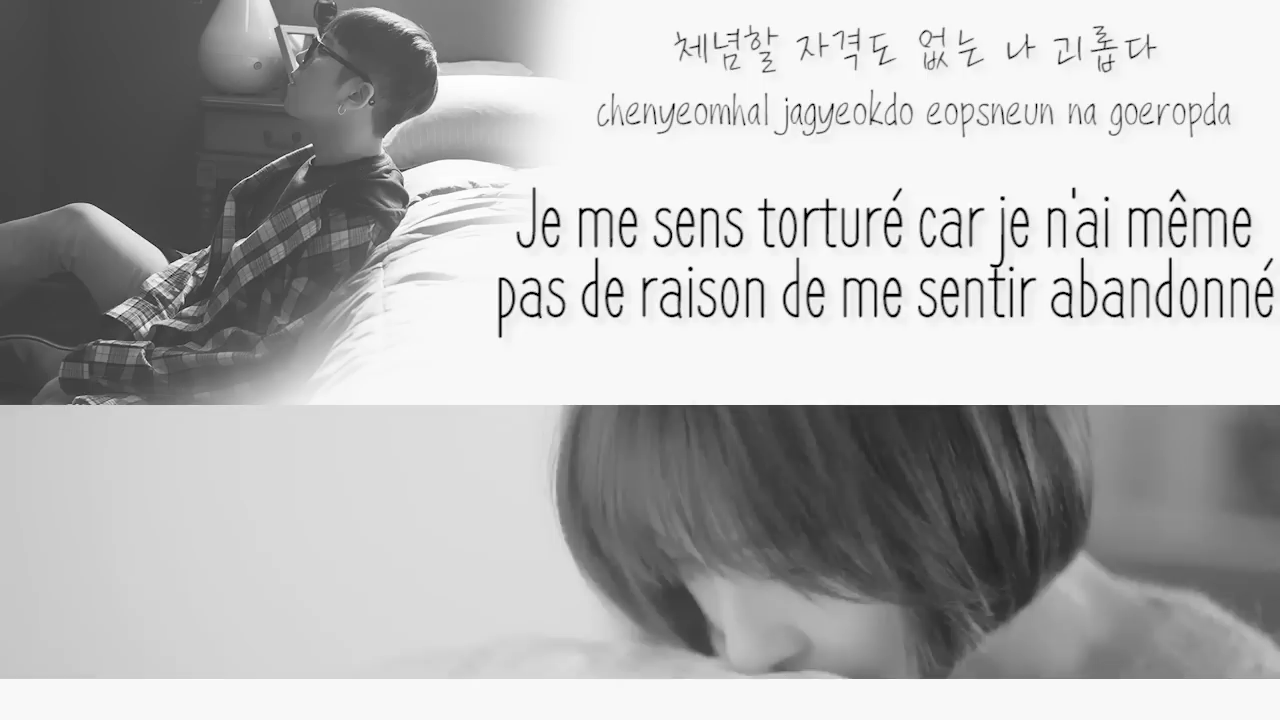 체념할 자격도 없는 나 괴롭다
chenyeomhal jagyeokdo eopsneun na goeropda
Je me sens torturé car je n'ai même
pas de raison de me sentir abandonné